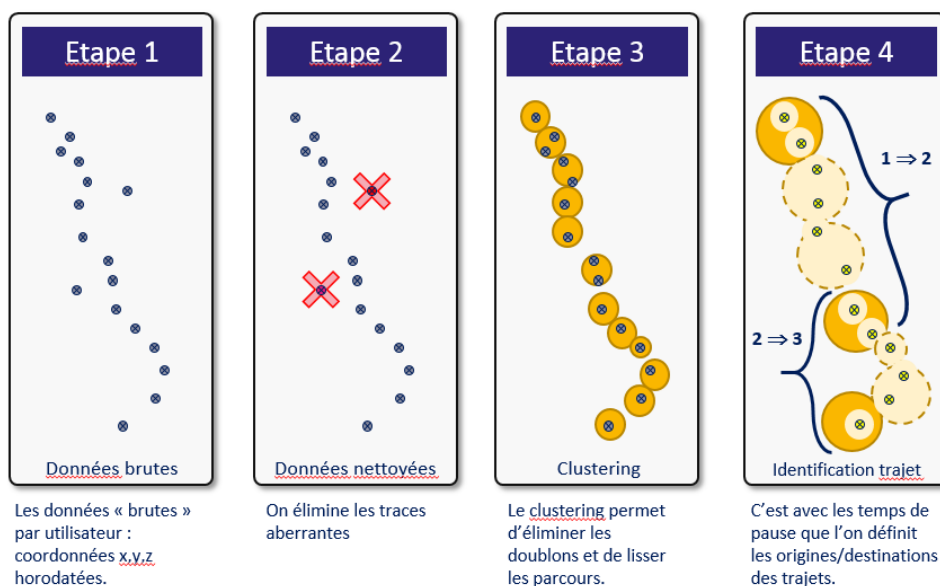 Etape 1
Données brutes
Les données « brutes »
par utilisateur :
coordonnées x,y,z
horodatées.
Etape 2
Données nettoyées
On élimine les traces
aberrantes
Etape 3
Clustering
Le clustering permet
d'éliminer les
doublons et de lisser
les parcours.
Etape 4
1 ⇒ 2
2 ⇒ 3
Identification trajet
C'est avec les temps de
pause que l'on définit
les origines/destinations
des trajets.